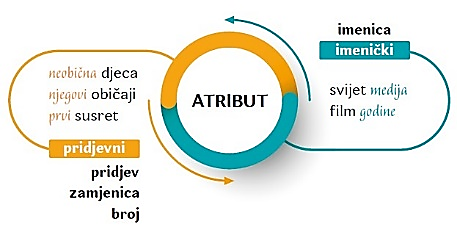 neobična djeca
njegovi običaji
prvi susret
pridjevni
pridjev
zamjenica
broj
ATRIBUT
imenica
imenički
svijet medija
film godine